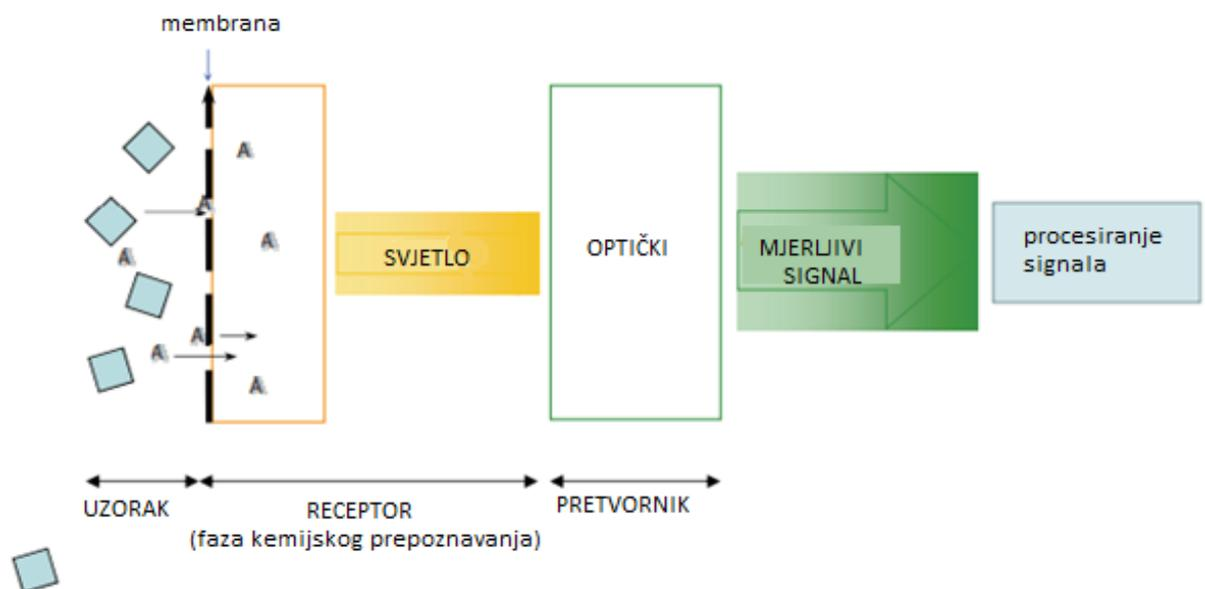 membrana
A
A
A
A
A
A
A
SVJETLO
OPTIČKI
MJERLJIVI
SIGNAL
procesiranje
signala
UZORAK
RECEPTOR
(faza kemijskog prepoznavanja)
PRETVORNIK